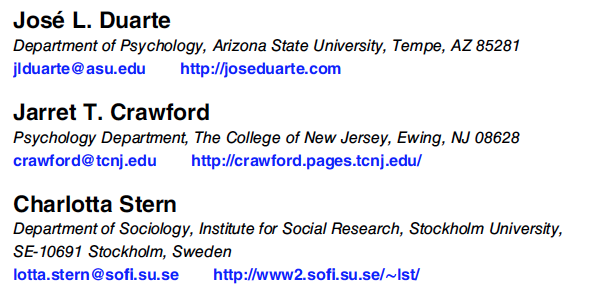 José L. Duarte
Department of Psychology, Arizona State University, Tempe, AZ 85281
jlduarte@asu.edu http://joseduarte.com
Jarret T. Crawford
Psychology Department, The College of New Jersey, Ewing, NJ 08628
crawford@tcnj.edu http://crawford.pages.tcnj.edu/
Charlotta Stern
Department of Sociology, Institute for Social Research, Stockholm University,
SE-10691 Stockholm, Sweden
lotta.stern@sofi.su.se http://www2.sofi.su.se/~lst/